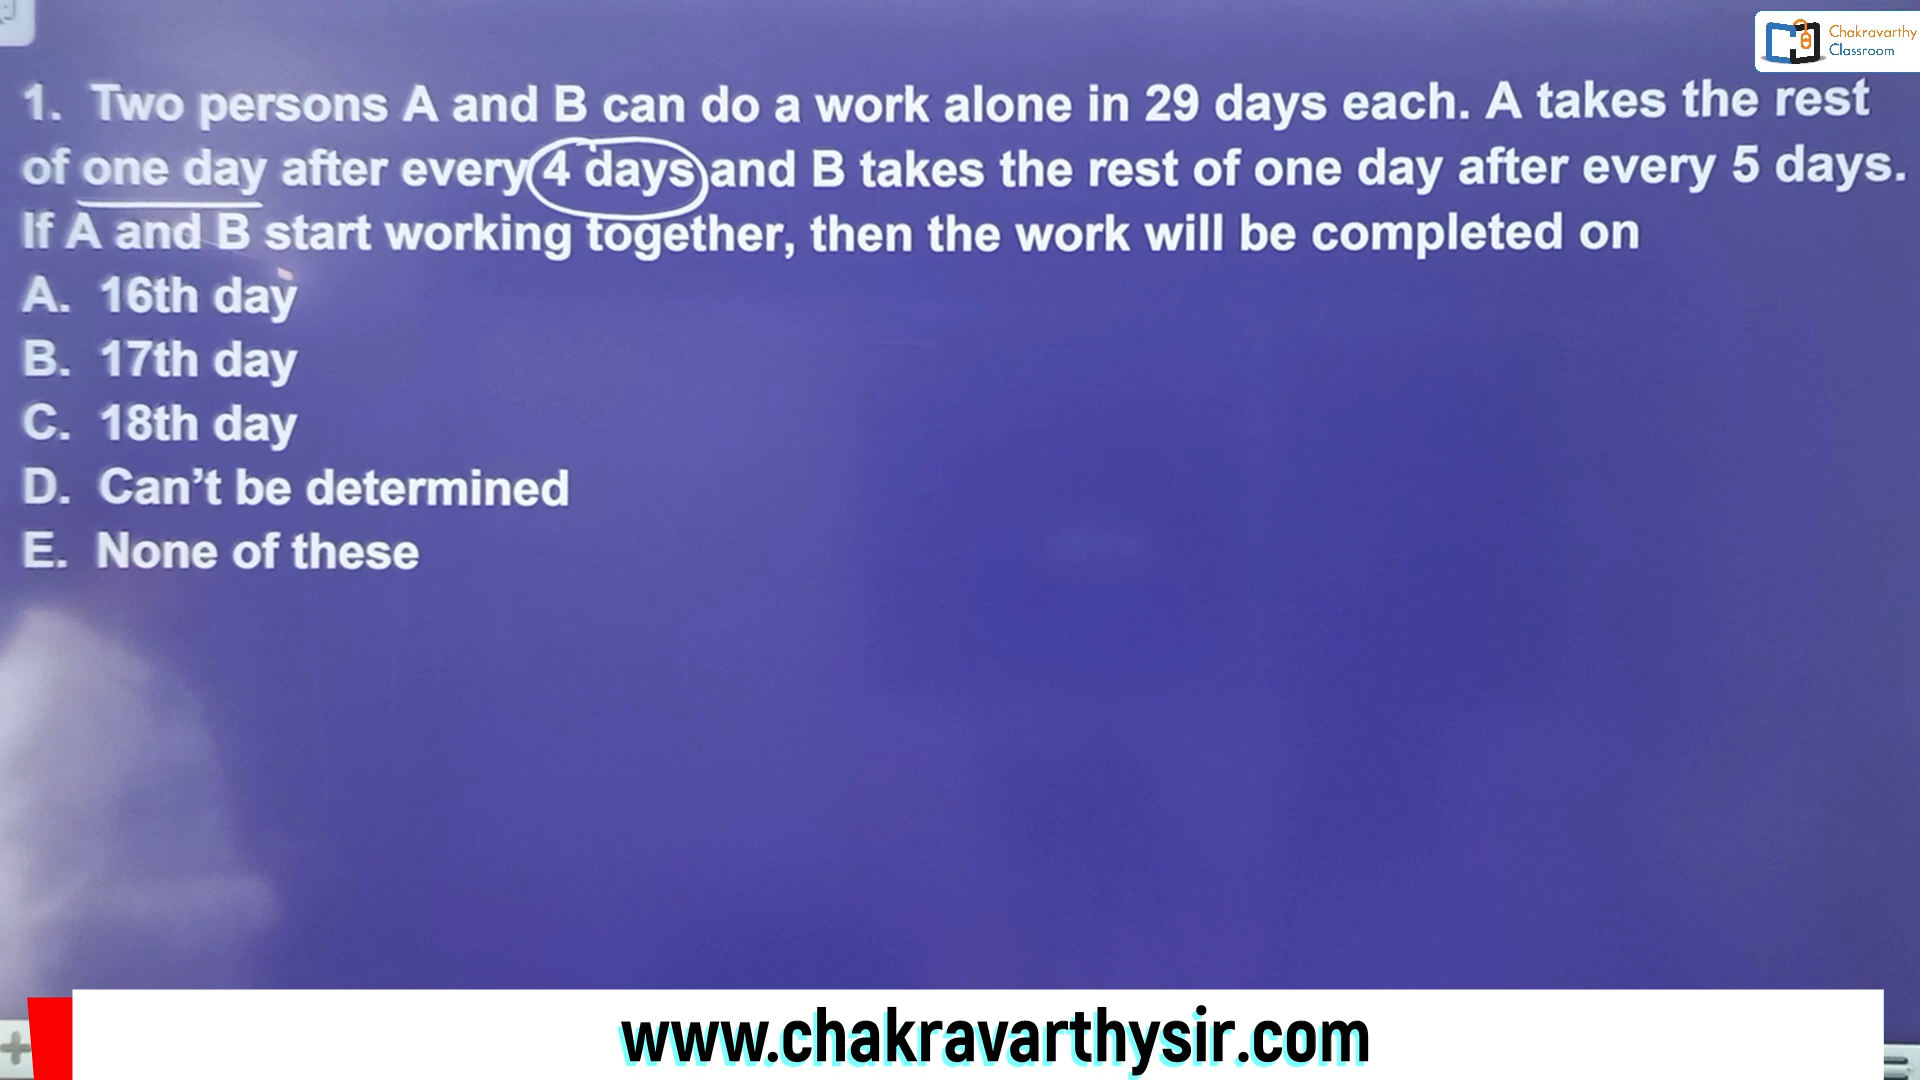 Chakravarthy
Classroom
1. Two persons A and B can do a work alone in 29 days each. A takes the rest
of one day after every 4 days and B takes the rest of one day after every 5 days.
If A and B start working together, then the work will be completed on
A. 16th day
B. 17th day
C. 18th day
D. Can’t be determined
E. None of these
www.chakravarthysir.com